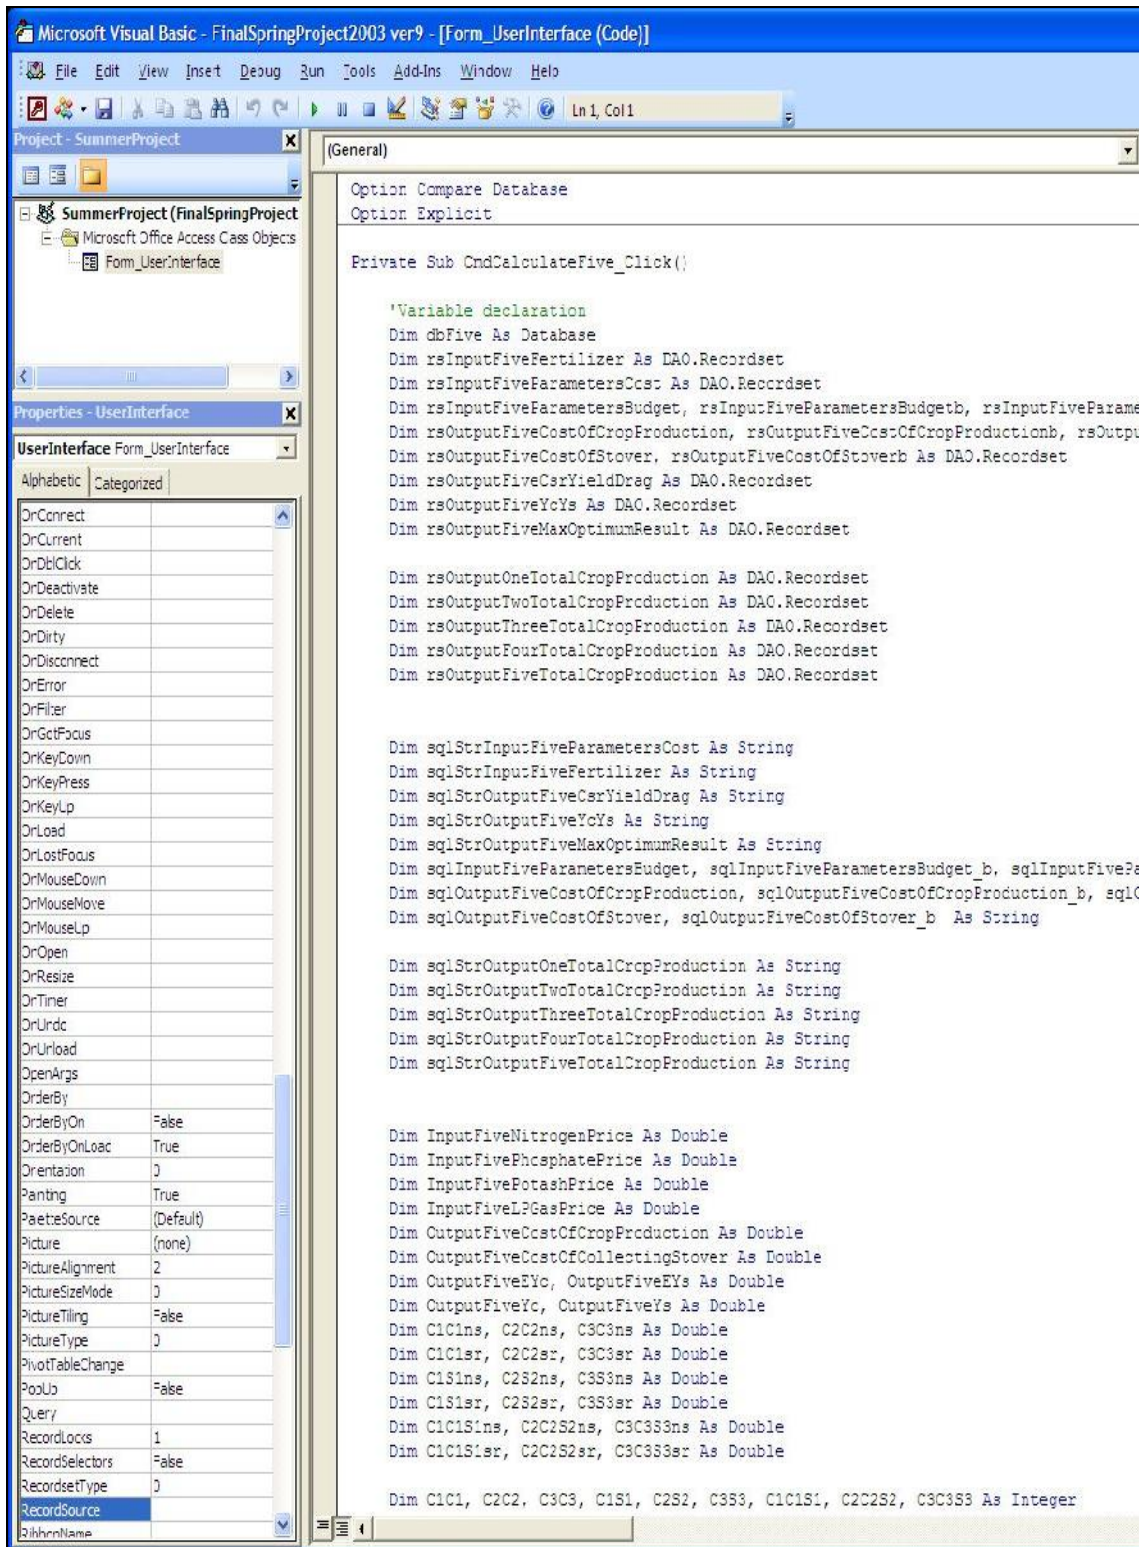 Microsoft Visual Basic - FinalSpringProject2003 ver9 - [Form_UserInterface (Code)]
File Edit View Insert Debug Run Tools Add-Ins Window Help
Ln 1, Col 1
Project - SummerProject
SummerProject (FinalSpringProject
Microsoft Office Access Class Objects
Form_UserInterface
Properties - UserInterface
UserInterface Form_UserInterface
Alphabetic Categorized
OnConnect
OnCurrent
OnDblClick
OnDeactivate
OnDelete
OnDirty
OnDisconnect
OnError
OnFilter
OnGotFocus
OnKeyDown
OnKeyPress
OnKeyUp
OnLoad
OnLostFocus
OnMouseDown
OnMouseMove
OnMouseUp
OnOpen
OnResize
OnTimer
OnUndo
OnUnload
OpenArgs
OrderBy
OrderByOn False
OrderByOnLoad True
Orientation 0
Painting True
PaletteSource (Default)
Picture (none)
PictureAlignment 2
PictureSizeMode 0
PictureTiling False
PictureType 0
PivotTableChange
PopUp False
Query
RecordLocks 1
RecordSelectors False
RecordsetType 0
RecordSource
RibbonName
(General)
Option Compare Database
Option Explicit
Private Sub CmdCalculateFive_Click()
'Variable declaration
Dim dbFive As Database
Dim rsInputFiveFertilizer As DAO.Recordset
Dim rsInputFiveParametersCost As DAO.Recordset
Dim rsInputFiveParametersBudget, rsInputFiveParametersBudgetb, rsInputFiveParame
Dim rsOutputFiveCostOfCropProduction, rsOutputFiveCostOfCropProductionb, rsOutpu
Dim rsOutputFiveCostOfStover, rsOutputFiveCostOfStoverb As DAO.Recordset
Dim rsOutputFiveCsrYieldDrag As DAO.Recordset
Dim rsOutputFiveYcYs As DAO.Recordset
Dim rsOutputFiveMaxOptimumResult As DAO.Recordset
Dim rsOutputOneTotalCropProduction As DAO.Recordset
Dim rsOutputTwoTotalCropProduction As DAO.Recordset
Dim rsOutputThreeTotalCropProduction As DAO.Recordset
Dim rsOutputFourTotalCropProduction As DAO.Recordset
Dim rsOutputFiveTotalCropProduction As DAO.Recordset
Dim sqlStrInputFiveParametersCost As String
Dim sqlStrInputFiveFertilizer As String
Dim sqlStrOutputFiveCsrYieldDrag As String
Dim sqlStrOutputFiveYcYs As String
Dim sqlStrOutputFiveMaxOptimumResult As String
Dim sqlInputFiveParametersBudget, sqlInputFiveParametersBudget_b, sqlInputFivePa
Dim sqlOutputFiveCostOfCropProduction, sqlOutputFiveCostOfCropProduction_b, sqlO
Dim sqlOutputFiveCostOfStover, sqlOutputFiveCostOfStover_b As String
Dim sqlStrOutputOneTotalCropProduction As String
Dim sqlStrOutputTwoTotalCropProduction As String
Dim sqlStrOutputThreeTotalCropProduction As String
Dim sqlStrOutputFourTotalCropProduction As String
Dim sqlStrOutputFiveTotalCropProduction As String
Dim InputFiveNitrogenPrice As Double
Dim InputFivePhosphatePrice As Double
Dim InputFivePotashPrice As Double
Dim InputFiveLPGasPrice As Double
Dim OutputFiveCostOfCropProduction As Double
Dim OutputFiveCostOfCollectingStover As Double
Dim OutputFiveEYc, OutputFiveEYs As Double
Dim OutputFiveYc, OutputFiveYs As Double
Dim C1C1ns, C2C2ns, C3C3ns As Double
Dim C1C1sr, C2C2sr, C3C3sr As Double
Dim C1S1ns, C2S2ns, C3S3ns As Double
Dim C1S1sr, C2S2sr, C3S3sr As Double
Dim C1C1S1ns, C2C2S2ns, C3C3S3ns As Double
Dim C1C1S1sr, C2C2S2sr, C3C3S3sr As Double
Dim C1C1, C2C2, C3C3, C1S1, C2S2, C3S3, C1C1S1, C2C2S2, C3C3S3 As Integer